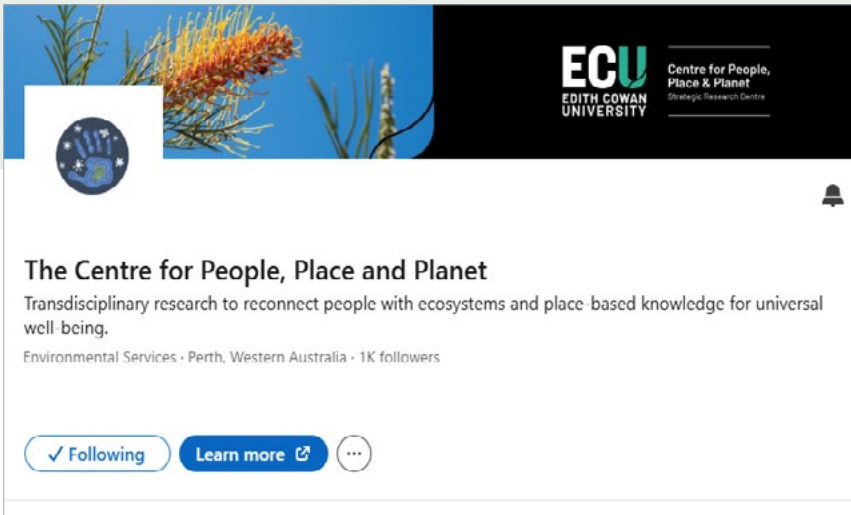 ECU
EDITH COWAN
UNIVERSITY
Centre for People,
Place & Planet
Strategic Research Centre
The Centre for People, Place and Planet
Transdisciplinary research to reconnect people with ecosystems and place-based knowledge for universal
well-being.
Environmental Services · Perth, Western Australia · 1K followers
✓ Following
Learn more